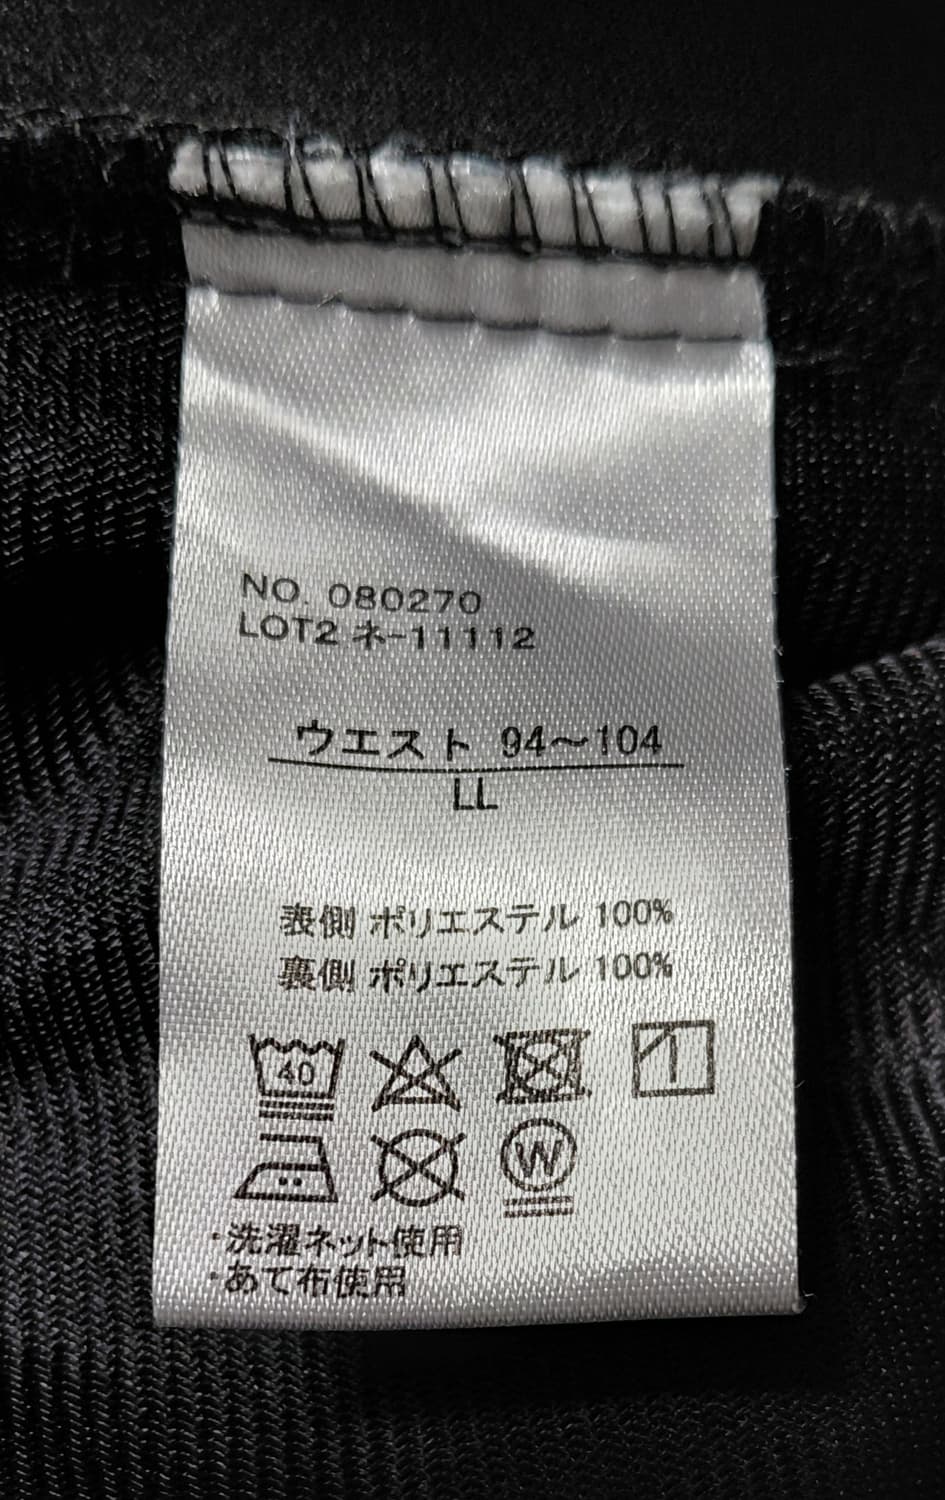 NO. 080270
LOT2 ネ-11112
ウエスト 94〜104
LL
表側 ポリエステル 100%
裏側 ポリエステル 100%
40
W
・洗濯ネット使用
・あて布使用